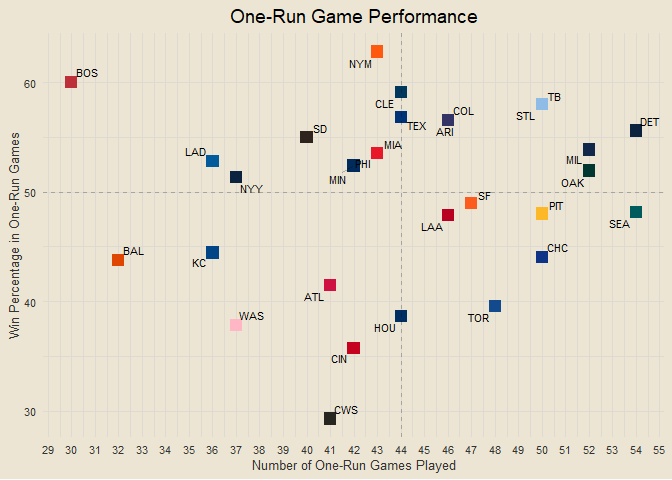 One-Run Game Performance
Win Percentage in One-Run Games
60
50
40
30
BOS
NYM
CLE
TB
STL
COL
ARI
TEX
DET
SD
MIA
LAD
PHI
MIN
MIL
OAK
NYY
SF
PIT
LAA
SEA
BAL
KC
CHC
ATL
WAS
HOU
TOR
CIN
CWS
29 30 31 32 33 34 35 36 37 38 39 40 41 42 43 44 45 46 47 48 49 50 51 52 53 54 55
Number of One-Run Games Played